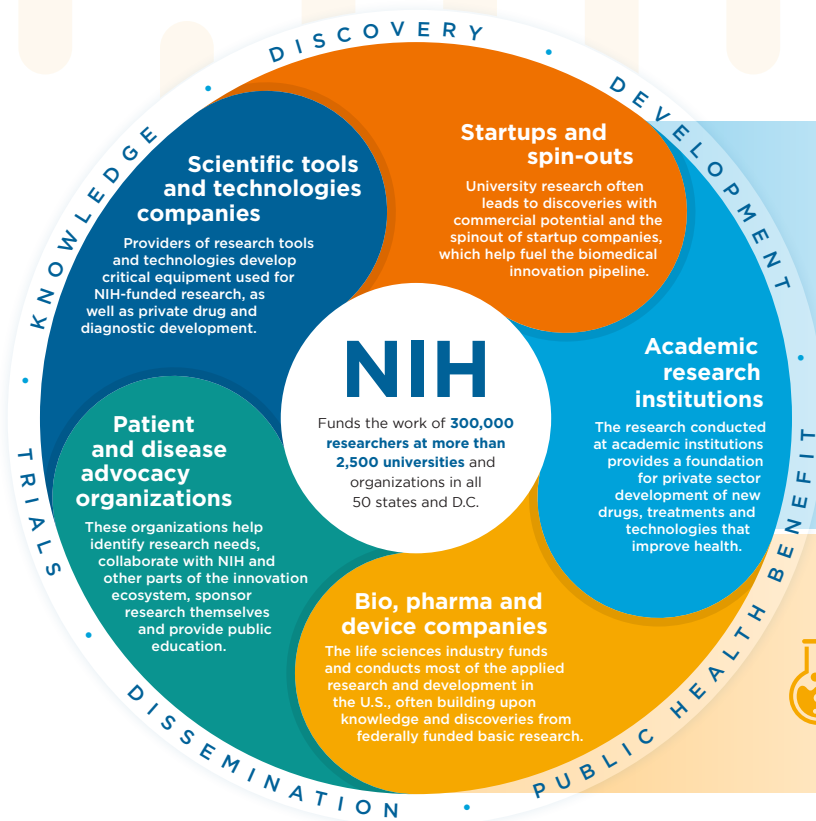 DISCOVERY
DEVELOPMENT
PUBLIC HEALTH BENEFIT
DISSEMINATION
TRIALS
KNOWLEDGE
Scientific tools
and technologies
companies
Providers of research tools
and technologies develop
critical equipment used for
NIH-funded research, as
well as private drug and
diagnostic development.
Startups and
spin-outs
University research often
leads to discoveries with
commercial potential and the
spinout of startup companies,
which help fuel the biomedical
innovation pipeline.
NIH
Funds the work of 300,000
researchers at more than
2,500 universities and
organizations in all
50 states and D.C.
Academic
research
institutions
The research conducted
at academic institutions
provides a foundation
for private sector
development of new
drugs, treatments and
technologies that
improve health.
Patient
and disease
advocacy
organizations
These organizations help
identify research needs,
collaborate with NIH and
other parts of the innovation
ecosystem, sponsor
research themselves
and provide public
education.
Bio, pharma and
device companies
The life sciences industry funds
and conducts most of the applied
research and development in
the U.S., often building upon
knowledge and discoveries from
federally funded basic research.